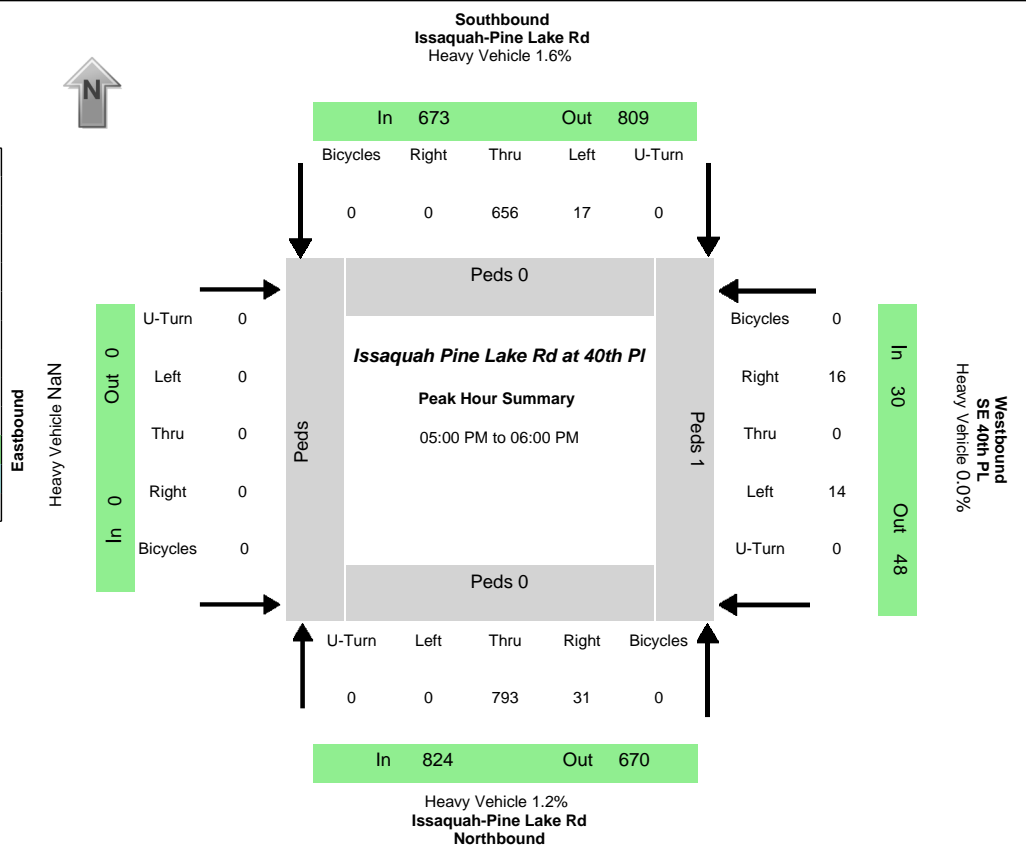 Southbound
Issaquah-Pine Lake Rd
Heavy Vehicle 1.6%
N
In 673 Out 809
Bicycles Right Thru Left U-Turn
0 0 656 17 0
Peds 0
Eastbound
Heavy Vehicle NaN
Out 0
In 0
U-Turn 0
Left 0
Thru 0
Right 0
Bicycles 0
Peds
Issaquah Pine Lake Rd at 40th Pl
Peak Hour Summary
05:00 PM to 06:00 PM
Peds 1
Bicycles 0
Right 16
Thru 0
Left 14
U-Turn 0
In 30
Out 48
Westbound
SE 40th PL
Heavy Vehicle 0.0%
Peds 0
U-Turn Left Thru Right Bicycles
0 0 793 31 0
In 824 Out 670
Heavy Vehicle 1.2%
Issaquah-Pine Lake Rd
Northbound